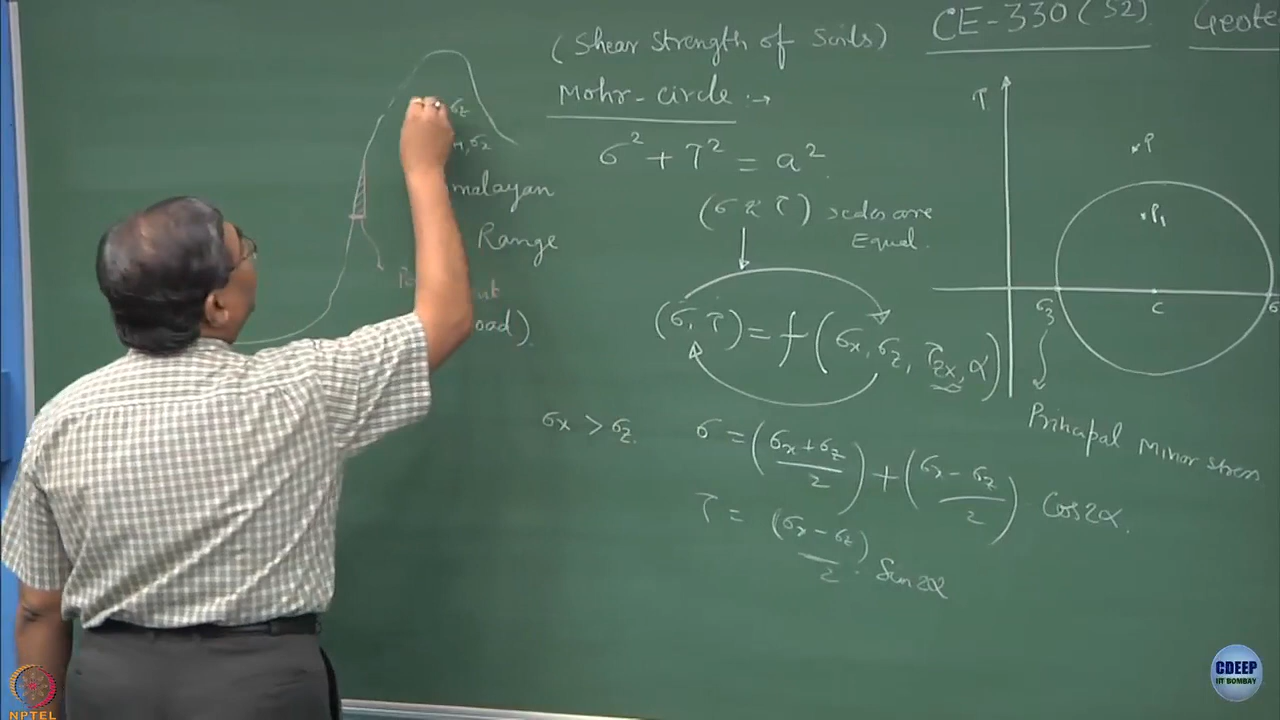 CE-330 (S2) Geote
(Shear Strength of Soils)
Mohr-Circle :→
σ² + τ² = a²
(σ & τ) scales are
Equal.
(σ, τ) = f(σx, σz, τzx, α)
σx > σz.
σ = (σx + σz / 2) + (σx - σz / 2) Cos2α.
τ = (σx - σz) / 2 . Sin2α
τ
P
P₁
C
σ₃
Principal Minor stress
σz
, σz
malayan
Range
oad).
NPTEL
CDEEP
IIT BOMBAY